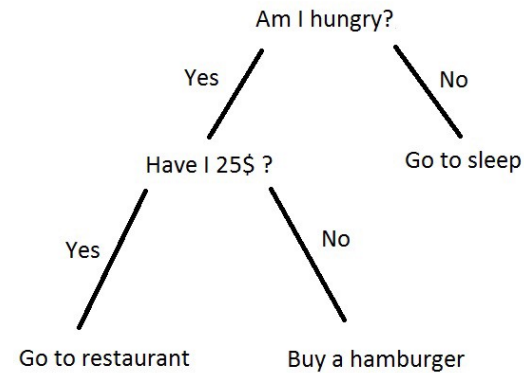 Am I hungry?
Yes
No
Have I 25$ ?
Go to sleep
Yes
No
Go to restaurant
Buy a hamburger